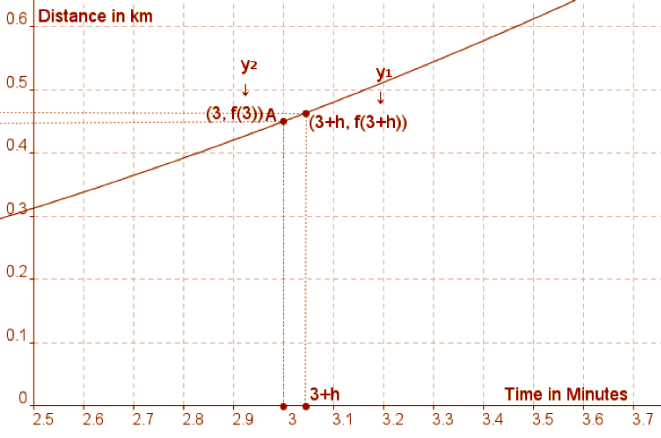 0.6 Distance in km
0.5
0.4
0.3
0.2
0.1
0
y₂
↓
y₁
↓
(3, f(3)) A
(3+h, f(3+h))
3+h
Time in Minutes
2.5 2.6 2.7 2.8 2.9 3 3.1 3.2 3.3 3.4 3.5 3.6 3.7